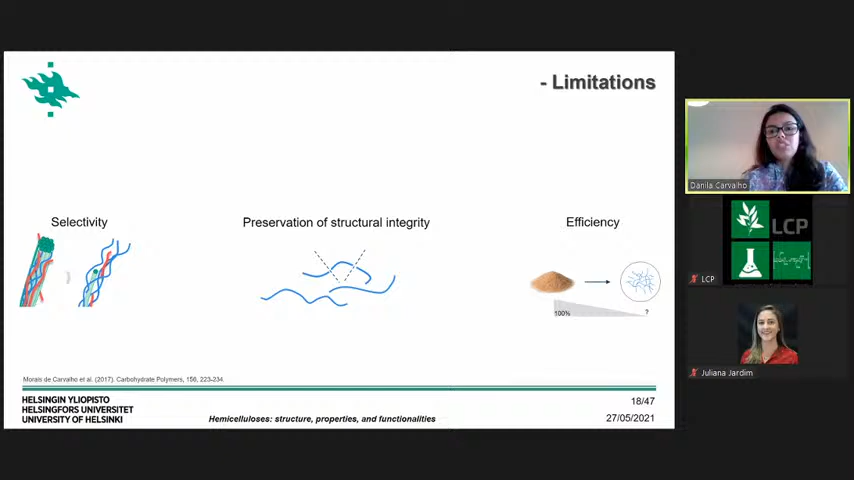 - Limitations
Selectivity
Preservation of structural integrity
Efficiency
100%
?
Morais de Carvalho et al. (2017). Carbohydrate Polymers, 156, 223-234.
HELSINGIN YLIOPISTO
HELSINGFORS UNIVERSITET
UNIVERSITY OF HELSINKI
Hemicelluloses: structure, properties, and functionalities
18/47
27/05/2021
Danila Carvalho
LCP
LCP
Juliana Jardim